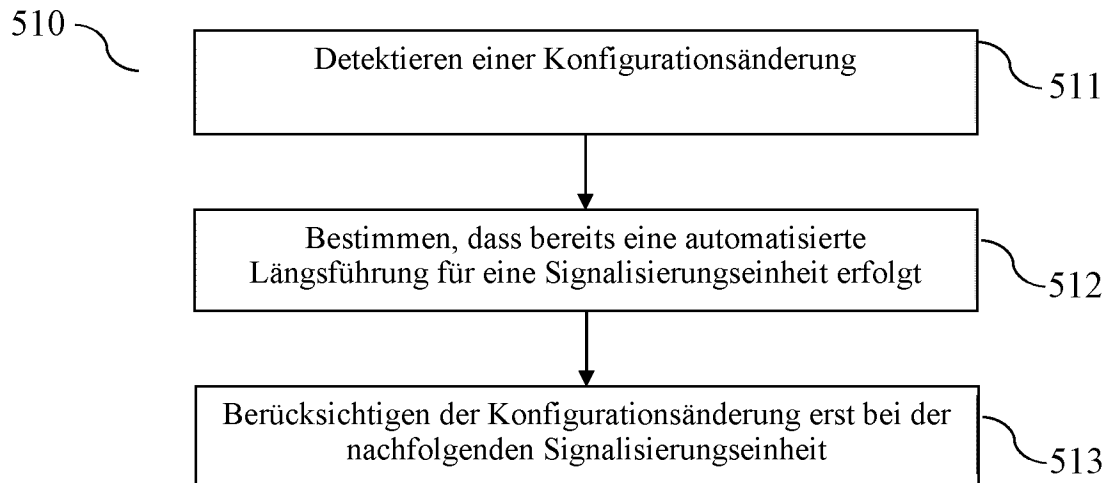 510
Detektieren einer Konfigurationsänderung
511
Bestimmen, dass bereits eine automatisierte
Längsführung für eine Signalisierungseinheit erfolgt
512
Berücksichtigen der Konfigurationsänderung erst bei der
nachfolgenden Signalisierungseinheit
513